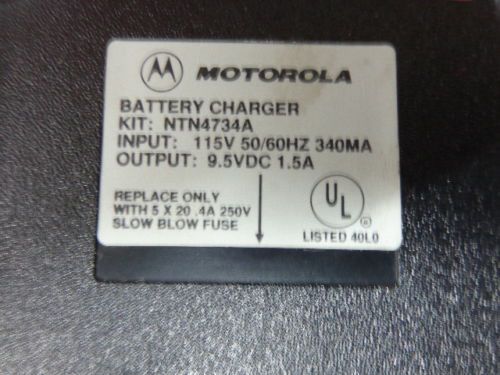 MOTOROLA
BATTERY CHARGER
KIT: NTN4734A
INPUT: 115V 50/60HZ 340MA
OUTPUT: 9.5VDC 1.5A
REPLACE ONLY
WITH 5 X 20 .4A 250V
SLOW BLOW FUSE
UL ®
LISTED 40L0